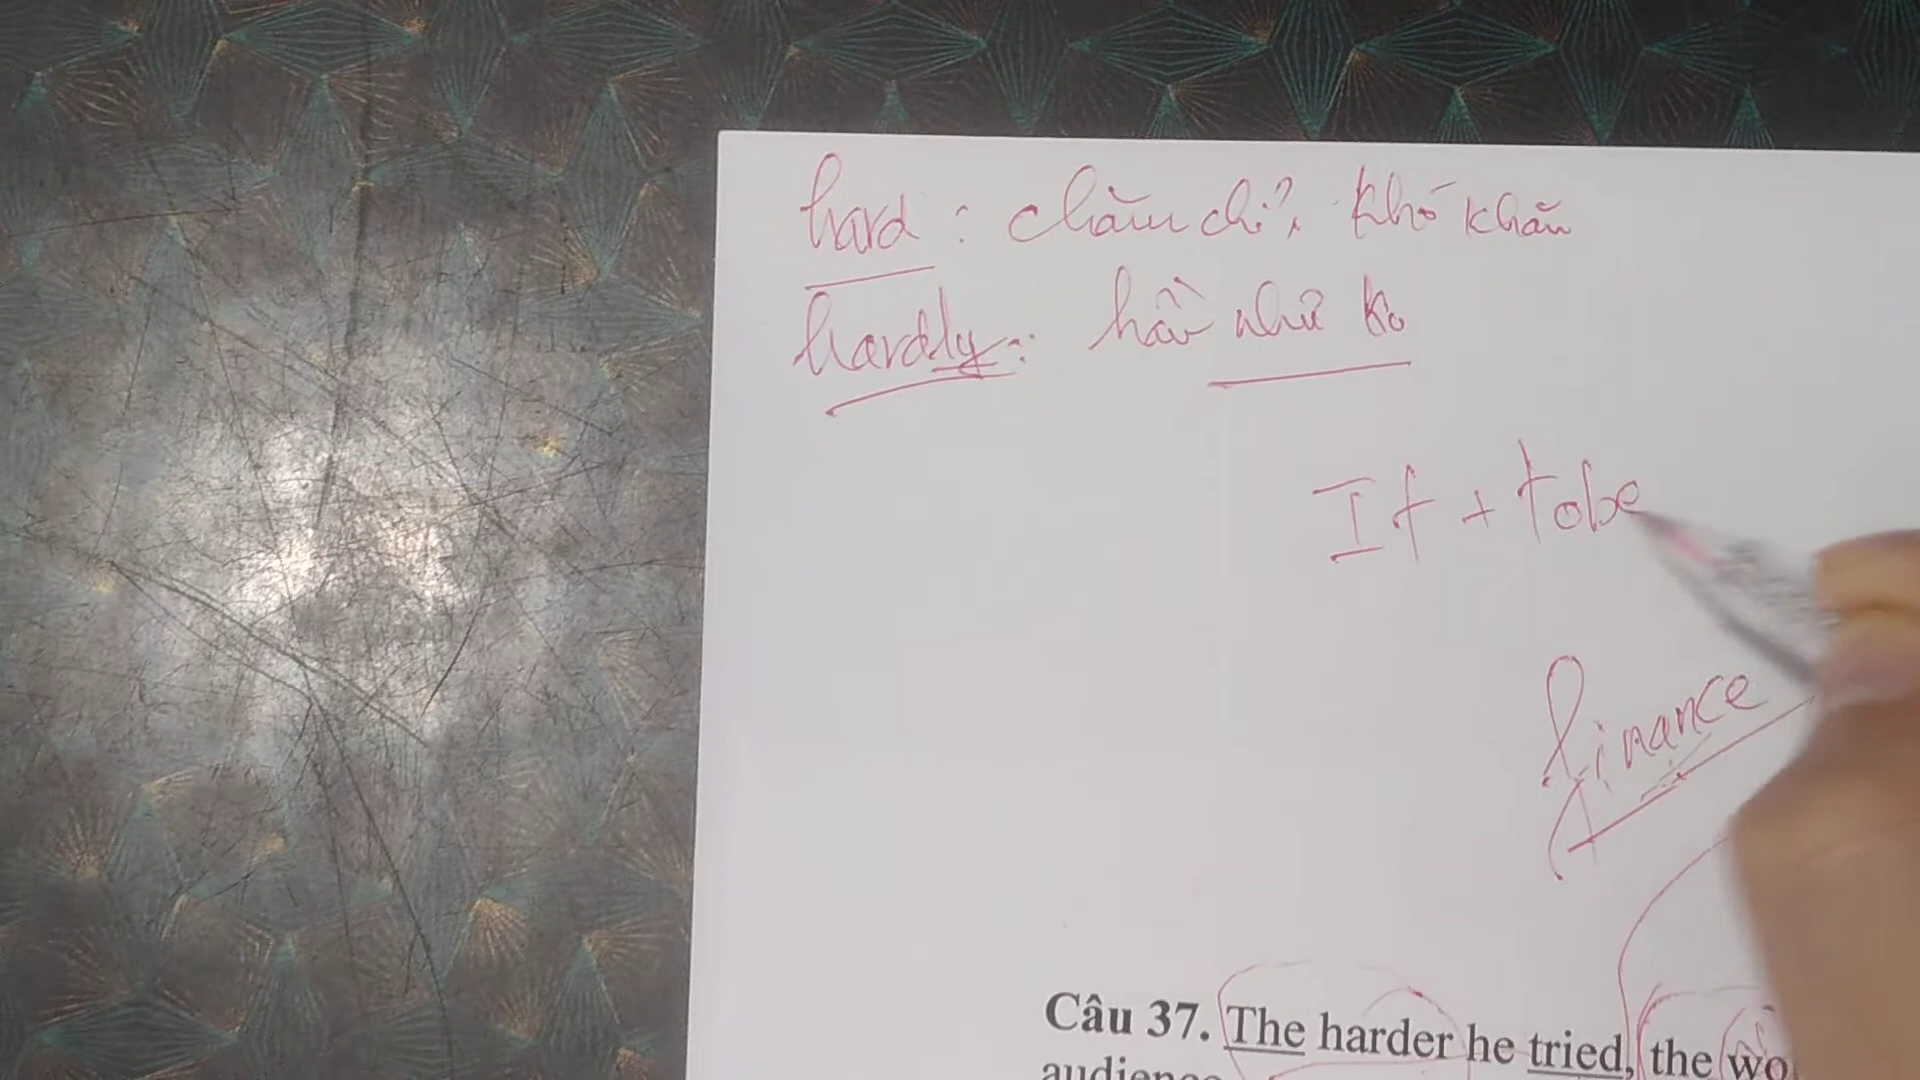 hard : chăm chỉ, khó khăn
hardly : hầu như ko
If + tobe
finance
Câu 37. The harder he tried, the wo
audience